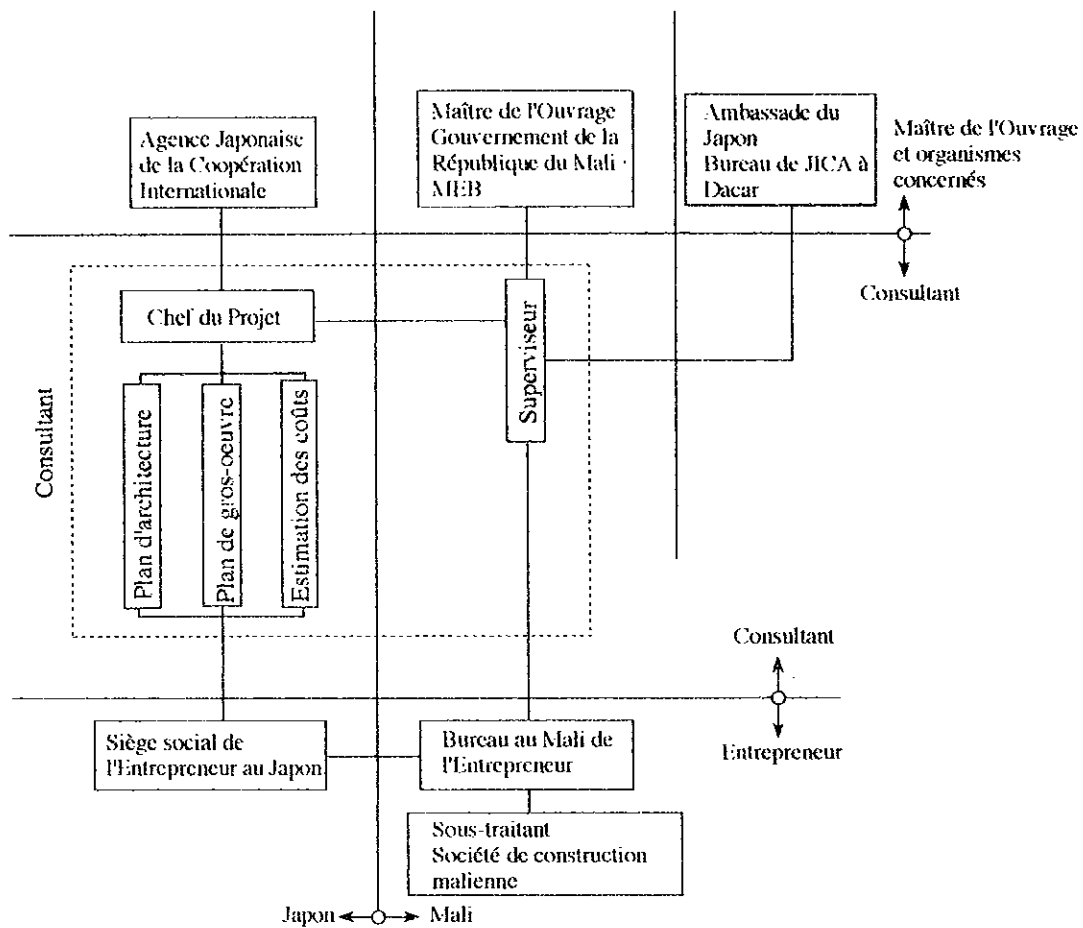 Agence Japonaise
de la Coopération
Internationale
Maître de l'Ouvrage
Gouvernement de la
République du Mali ·
MEB
Ambassade du
Japon
Bureau de JICA à
Dacar
Maître de l'Ouvrage
et organismes
concernés
Consultant
Chef du Projet
Superviseur
Consultant
Plan d'architecture
Plan de gros-oeuvre
Estimation des coûts
Consultant
Entrepreneur
Siège social de
l'Entrepreneur au Japon
Bureau au Mali de
l'Entrepreneur
Sous-traitant
Société de construction
malienne
Japon
Mali